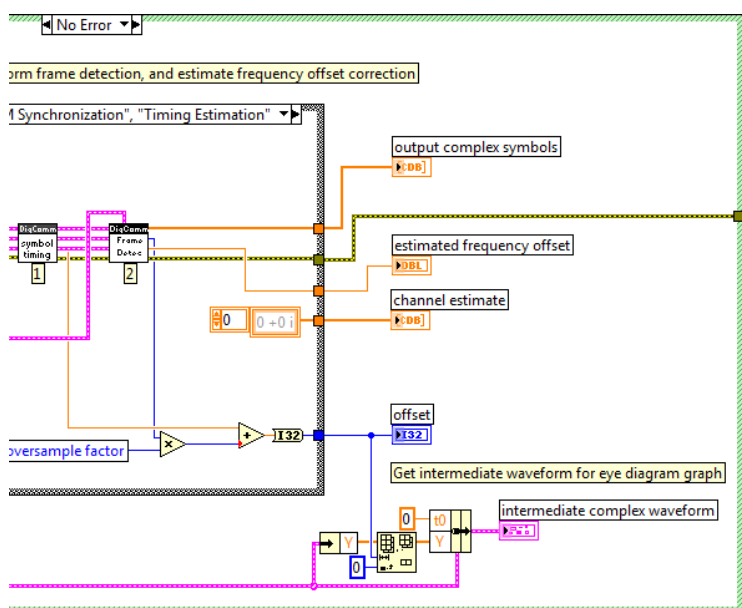 No Error
orm frame detection, and estimate frequency offset correction
M Synchronization", "Timing Estimation"
output complex symbols
[CDB]
DigComm
symbol
timing
1
DigComm
Frame
Detec
2
estimated frequency offset
DBL
channel estimate
0
0 +0 i
[CDB]
offset
I32
I32
+
×
oversample factor
Get intermediate waveform for eye diagram graph
intermediate complex waveform
0
t0
Y
Y
0